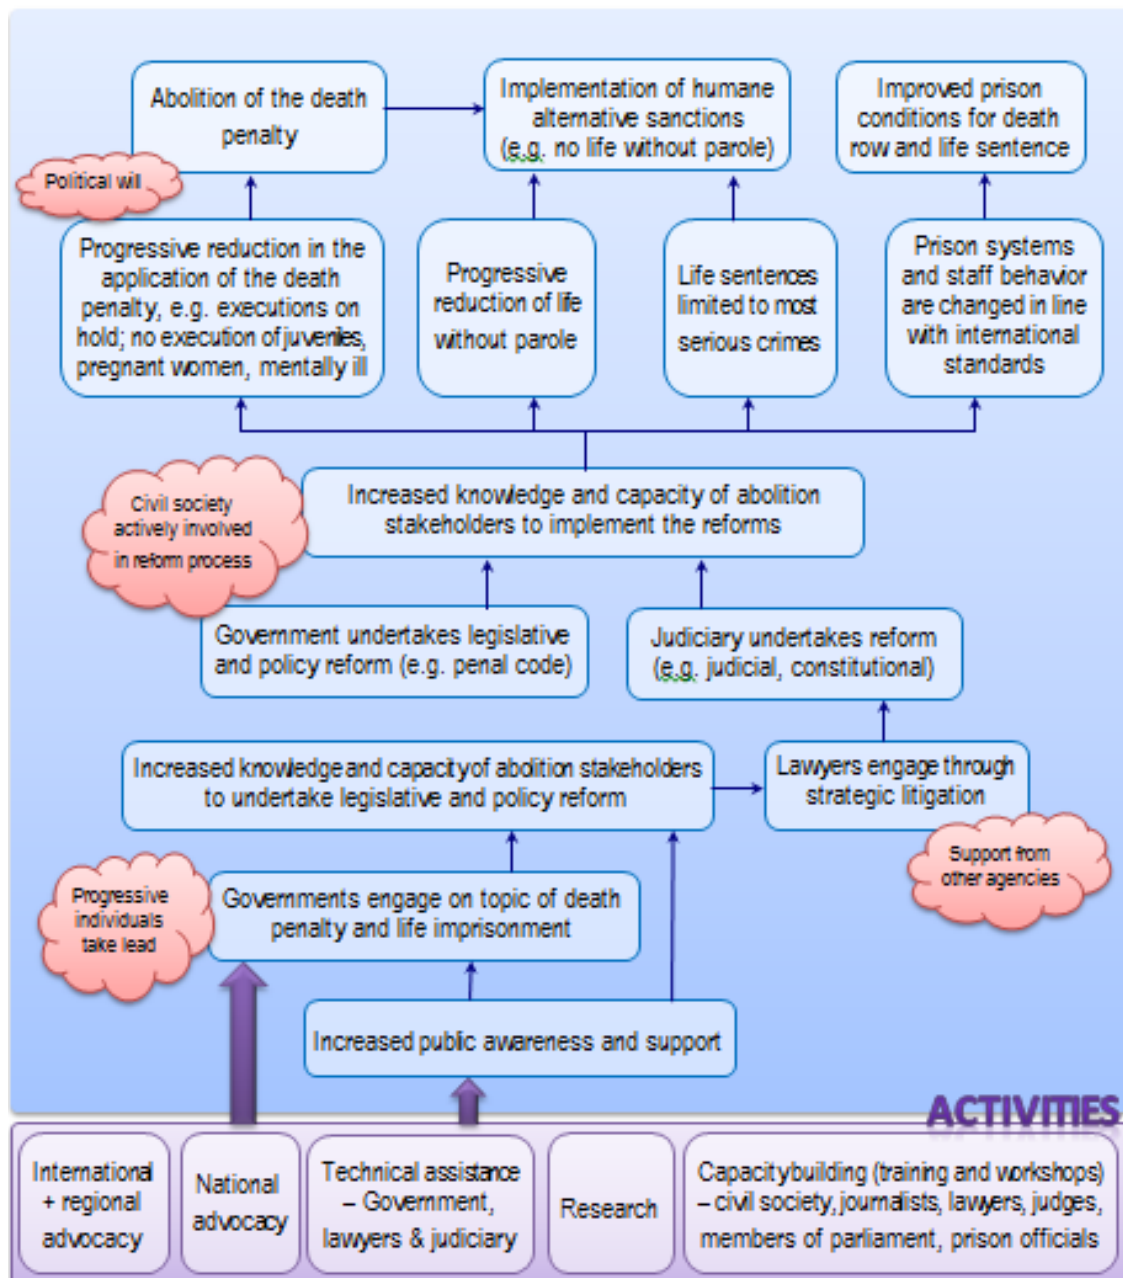 Abolition of the death
penalty
Implementation of humane
alternative sanctions
(e.g. no life without parole)
Improved prison
conditions for death
row and life sentence
Political will
Progressive reduction in the
application of the death
penalty, e.g. executions on
hold; no execution of juveniles,
pregnant women, mentally ill
Progressive
reduction of life
without parole
Life sentences
limited to most
serious crimes
Prison systems
and staff behavior
are changed in line
with international
standards
Civil society
actively involved
in reform process
Increased knowledge and capacity of abolition
stakeholders to implement the reforms
Government undertakes legislative
and policy reform (e.g. penal code)
Judiciary undertakes reform
(e.g. judicial, constitutional)
Increased knowledge and capacity of abolition stakeholders
to undertake legislative and policy reform
Lawyers engage through
strategic litigation
Support from
other agencies
Progressive
individuals
take lead
Governments engage on topic of death
penalty and life imprisonment
Increased public awareness and support
ACTIVITIES
International
+ regional
advocacy
National
advocacy
Technical assistance
– Government,
lawyers & judiciary
Research
Capacity building (training and workshops)
– civil society, journalists, lawyers, judges,
members of parliament, prison officials